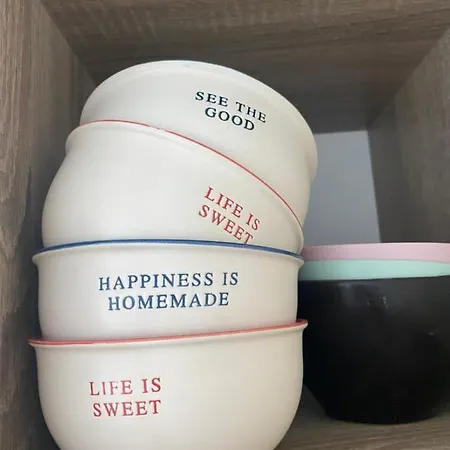 SEE THE
GOOD
LIFE IS
SWEET
HAPPINESS IS
HOMEMADE
LIFE IS
SWEET